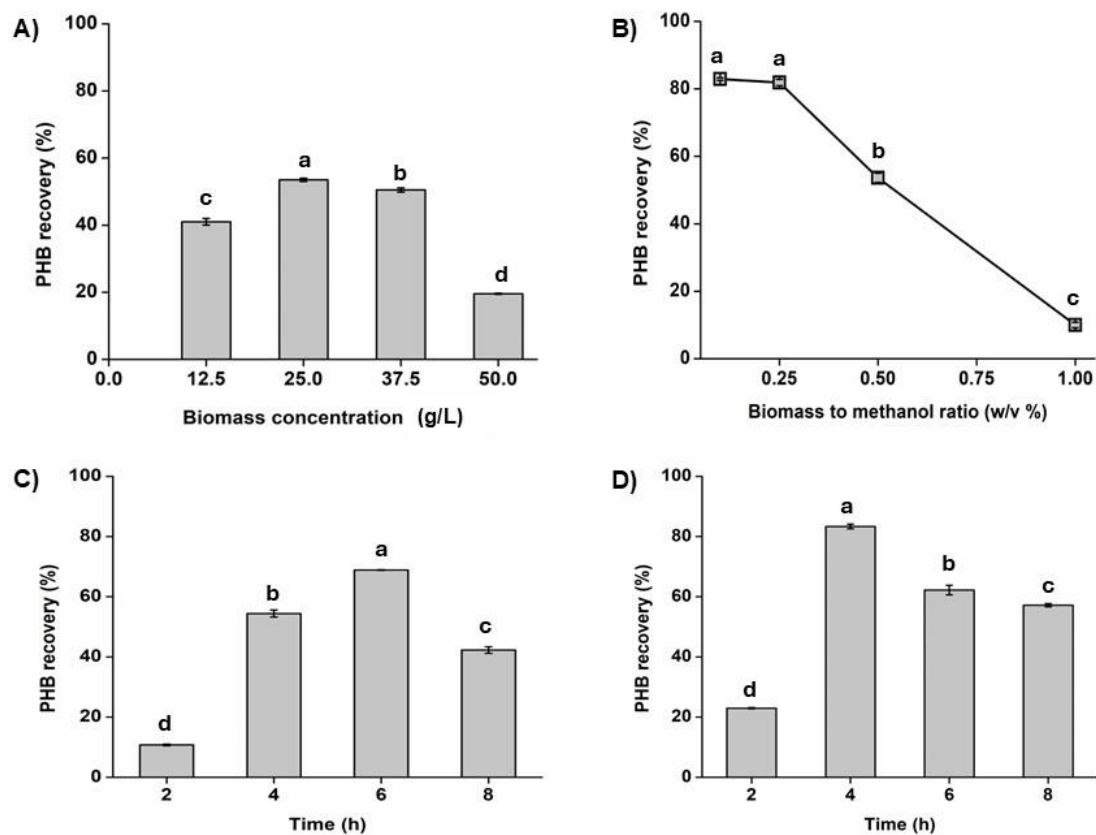 A)
100
80
60
40
20
0
PHB recovery (%)
c
a
b
d
0.0 12.5 25.0 37.5 50.0
Biomass concentration (g/L)
B)
100
80
60
40
20
0
PHB recovery (%)
a
a
b
c
0.25 0.50 0.75 1.00
Biomass to methanol ratio (w/v %)
C)
100
80
60
40
20
0
PHB recovery (%)
d
b
a
c
2 4 6 8
Time (h)
D)
100
80
60
40
20
0
PHB recovery (%)
d
a
b
c
2 4 6 8
Time (h)